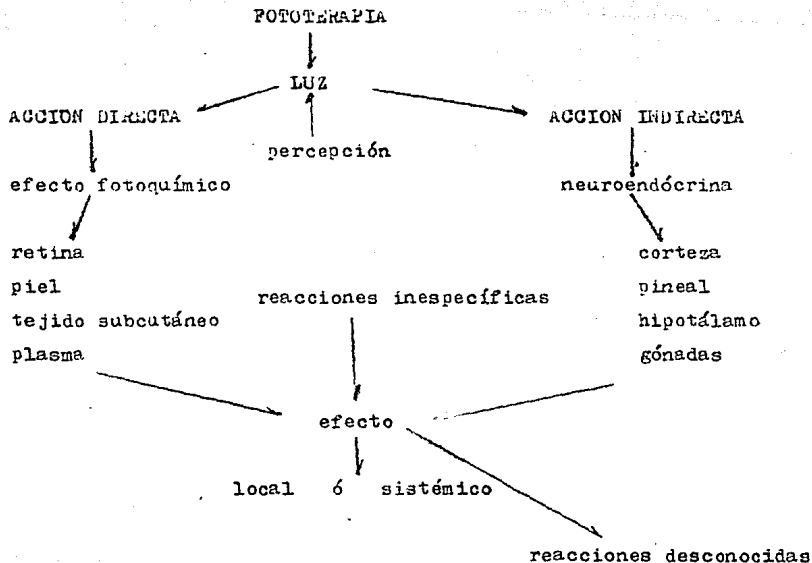 FOTOTERAPIA
LUZ
ACCION DIRECTA
ACCION INDIRECTA
percepción
efecto fotoquímico
neuroendócrina
retina
corteza
piel
pineal
reacciones inespecíficas
tejido subcutáneo
hipotálamo
plasma
gónadas
efecto
local ó sistémico
reacciones desconocidas